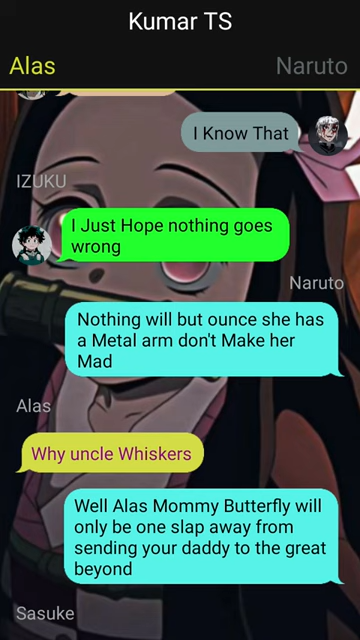 Kumar TS
Alas
Naruto
I Know That
IZUKU
I Just Hope nothing goes
wrong
Naruto
Nothing will but ounce she has
a Metal arm don't Make her
Mad
Alas
Why uncle Whiskers
Well Alas Mommy Butterfly will
only be one slap away from
sending your daddy to the great
beyond
Sasuke